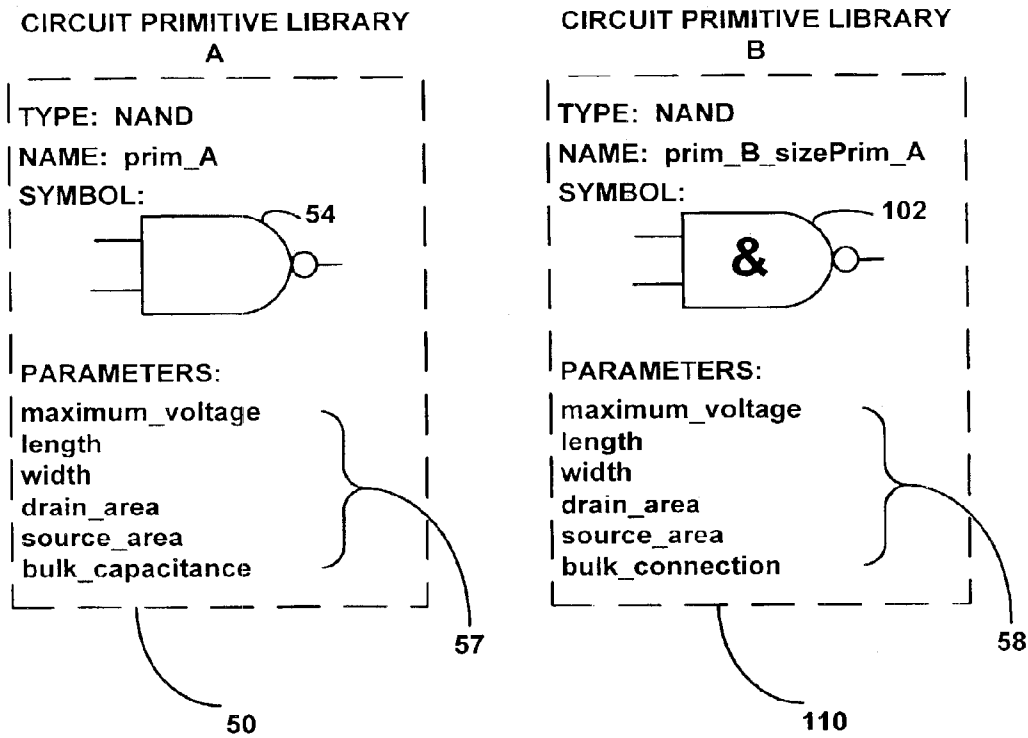 CIRCUIT PRIMITIVE LIBRARY
A
TYPE: NAND
NAME: prim_A
SYMBOL:
54
PARAMETERS:
maximum_voltage
length
width
drain_area
source_area
bulk_capacitance
57
50
CIRCUIT PRIMITIVE LIBRARY
B
TYPE: NAND
NAME: prim_B_sizePrim_A
SYMBOL:
102
&
PARAMETERS:
maximum_voltage
length
width
drain_area
source_area
bulk_connection
58
110